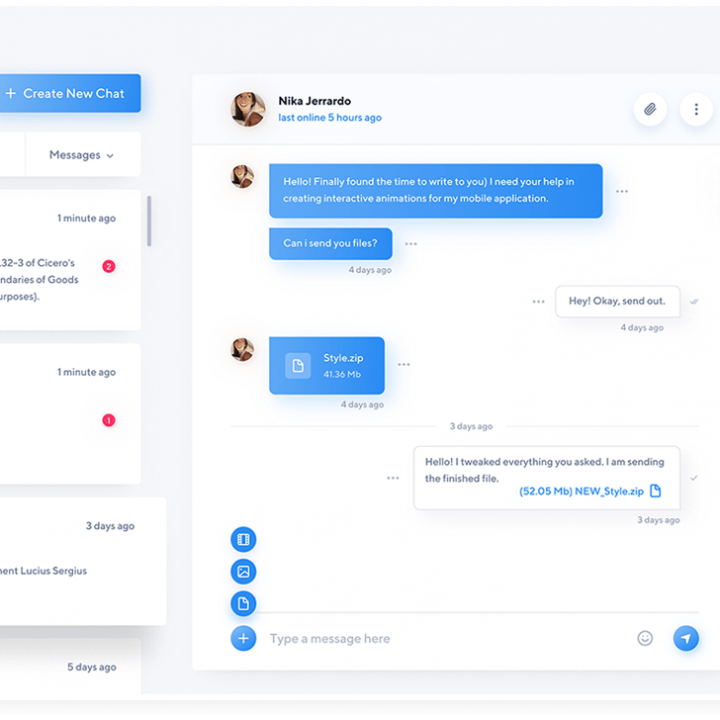 + Create New Chat
Messages
1 minute ago
.32-3 of Cicero's
2
ndaries of Goods
urposes).
1 minute ago
1
3 days ago
nent Lucius Sergius
5 days ago
Nika Jerrardo
last online 5 hours ago
Hello! Finally found the time to write to you) I need your help in
creating interactive animations for my mobile application.
Can i send you files?
4 days ago
Hey! Okay, send out.
4 days ago
Style.zip
41.36 Mb
4 days ago
3 days ago
Hello! I tweaked everything you asked. I am sending
the finished file.
(52.05 Mb) NEW_Style.zip
3 days ago
Type a message here